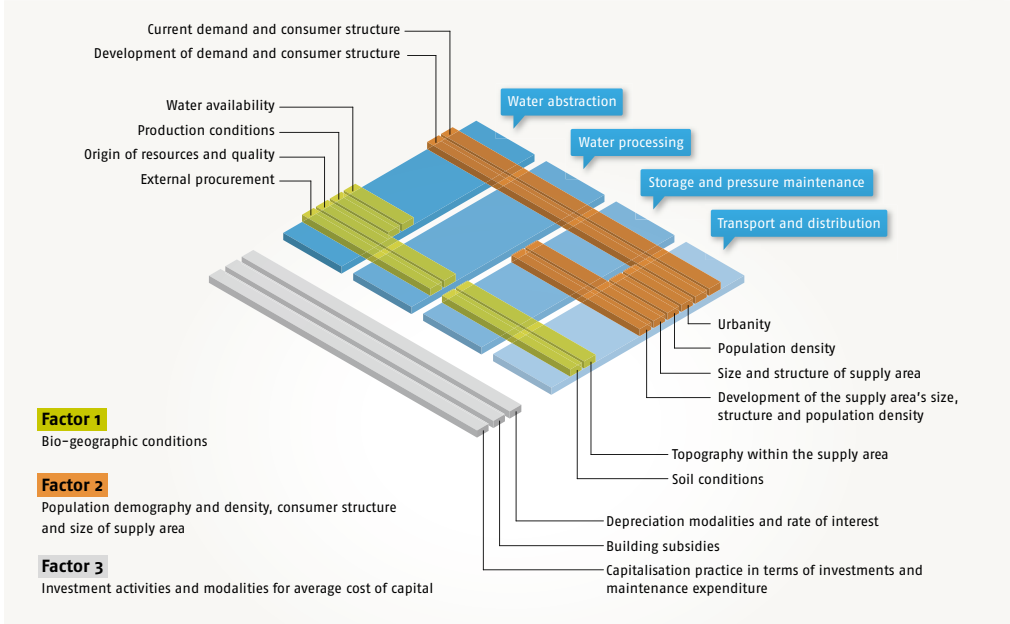 Current demand and consumer structure
Development of demand and consumer structure
Water abstraction
Water availability
Production conditions
Water processing
Origin of resources and quality
External procurement
Storage and pressure maintenance
Transport and distribution
Urbanity
Population density
Size and structure of supply area
Development of the supply area's size,
structure and population density
Factor 1
Bio-geographic conditions
Topography within the supply area
Soil conditions
Factor 2
Population demography and density, consumer structure
and size of supply area
Depreciation modalities and rate of interest
Building subsidies
Capitalisation practice in terms of investments and
maintenance expenditure
Factor 3
Investment activities and modalities for average cost of capital